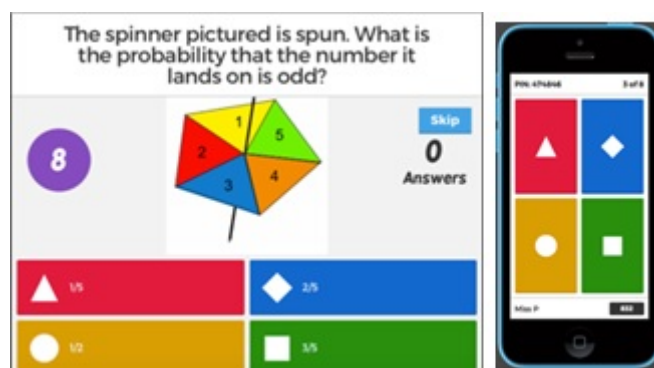 The spinner pictured is spun. What is
the probability that the number it
lands on is odd?
8
1
2
3
4
5
Skip
0
Answers
1/5
2/5
1/2
3/5
PIN: 474646
3 of 8
Miss P